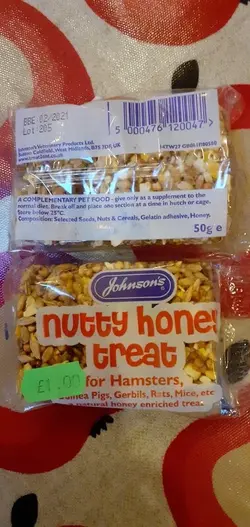 BBE 02/2021
Lot 205
Johnson's Veterinary Products Ltd.
Sutton Coldfield, West Midlands, B75 7DF, UK
5 000476 120047
A COMPLEMENTARY PET FOOD - give only as a supplement to the
normal diet. Break off and place one section at a time in hutch or cage.
Store below 25°C.
Composition: Selected Seeds, Nuts & Cereals, Gelatin adhesive, Honey,
50g e
Johnson's
nutty honey
treat
£1.00
for Hamsters,
Guinea Pigs, Gerbils, Rats, Mice, etc
natural honey enriched treat